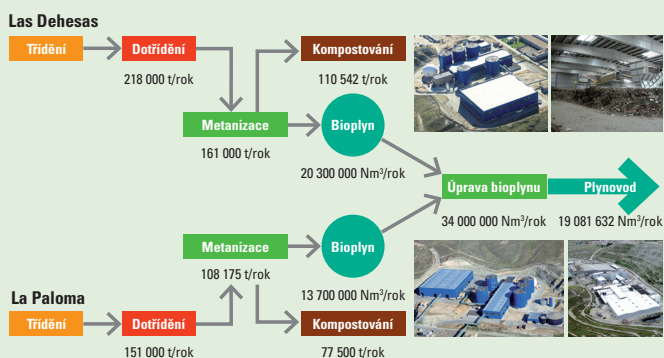 Las Dehesas
Třídění
Dotřídění
Kompostování
218 000 t/rok
110 542 t/rok
Metanizace
Bioplyn
161 000 t/rok
20 300 000 Nm³/rok
Úprava bioplynu
Plynovod
34 000 000 Nm³/rok
19 081 632 Nm³/rok
Metanizace
Bioplyn
108 175 t/rok
13 700 000 Nm³/rok
La Paloma
Třídění
Dotřídění
Kompostování
151 000 t/rok
77 500 t/rok